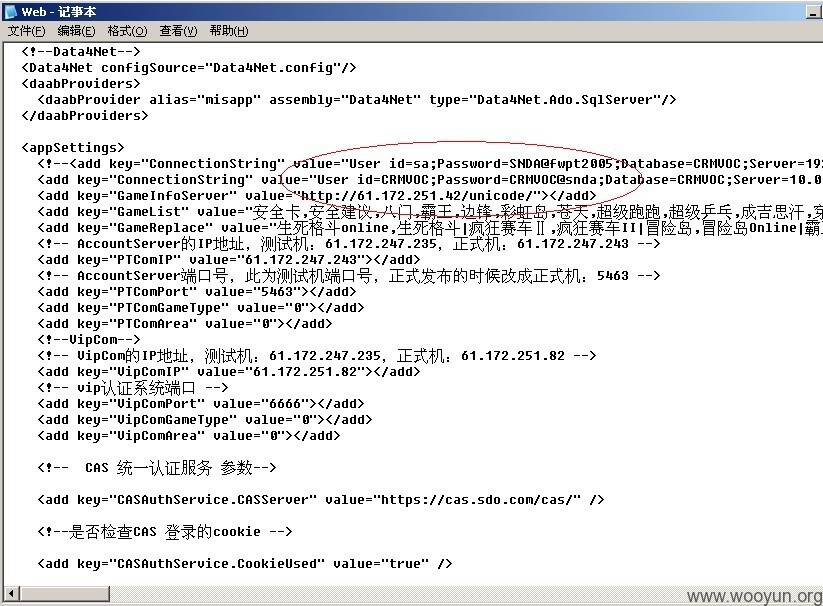 Web - 记事本
文件(F) 编辑(E) 格式(O) 查看(V) 帮助(H)
<!--Data4Net-->
<Data4Net configSource="Data4Net.config"/>
<daabProviders>
<daabProvider alias="misapp" assembly="Data4Net" type="Data4Net.Ado.SqlServer"/>
</daabProviders>
<appSettings>
<!--<add key="ConnectionString" value="User id=sa;Password=SNDA@fwpt2005;Database=CRMVOC;Server=19
<add key="ConnectionString" value="User id=CRMVOC;Password=CRMVOC@snda;Database=CRMVOC;Server=10.0
<add key="GameInfoServer" value="http://61.172.251.42/unicode/"></add>
<add key="GameList" value="安全卡,安全建议,八门,霸王,边锋,彩虹岛,苍天,超级跑跑,超级乒乓,成吉思汗,穿
<add key="GameReplace" value="生死格斗online,生死格斗|疯狂赛车Ⅱ,疯狂赛车II|冒险岛,冒险岛Online|霸
<!-- AccountServer的IP地址, 测试机: 61.172.247.235, 正式机: 61.172.247.243 -->
<add key="PTComIP" value="61.172.247.243"></add>
<!-- AccountServer端口号, 此为测试机端口号, 正式发布的时候改成正式机: 5463 -->
<add key="PTComPort" value="5463"></add>
<add key="PTComGameType" value="0"></add>
<add key="PTComArea" value="0"></add>
<!--VipCom-->
<!-- VipCom的IP地址, 测试机: 61.172.247.235, 正式机: 61.172.251.82 -->
<add key="VipComIP" value="61.172.251.82"></add>
<!-- vip认证系统端口 -->
<add key="VipComPort" value="6666"></add>
<add key="VipComGameType" value="0"></add>
<add key="VipComArea" value="0"></add>
<!-- CAS 统一认证服务 参数-->
<add key="CASAuthService.CASServer" value="https://cas.sdo.com/cas/" />
<!--是否检查CAS 登录的cookie -->
<add key="CASAuthService.CookieUsed" value="true" />
www.wooyun.org